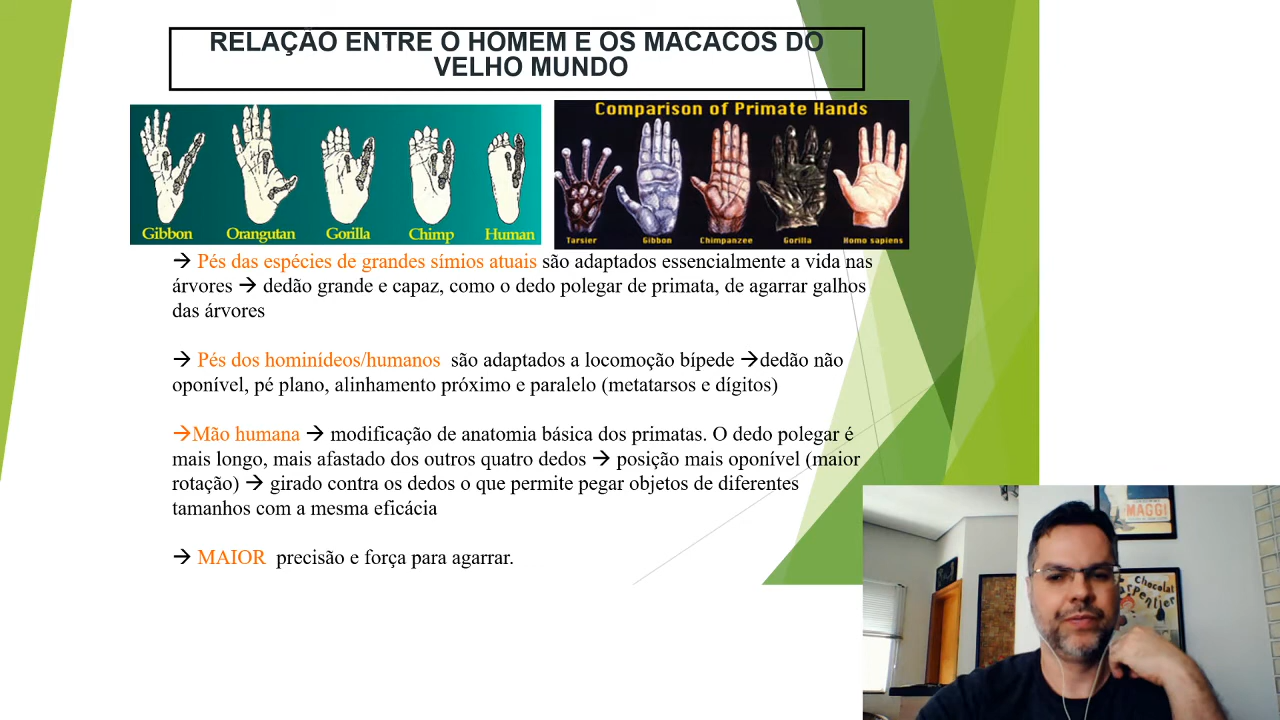 RELAÇÃO ENTRE O HOMEM E OS MACACOS DO
VELHO MUNDO
Gibbon Orangutan Gorilla Chimp Human
Comparison of Primate Hands
Tarsier Gibbon Chimpanzee Gorilla Homo sapiens
→ Pés das espécies de grandes símios atuais são adaptados essencialmente a vida nas
árvores → dedão grande e capaz, como o dedo polegar de primata, de agarrar galhos
das árvores
→ Pés dos hominídeos/humanos são adaptados a locomoção bípede →dedão não
oponível, pé plano, alinhamento próximo e paralelo (metatarsos e dígitos)
→Mão humana → modificação de anatomia básica dos primatas. O dedo polegar é
mais longo, mais afastado dos outros quatro dedos → posição mais oponível (maior
rotação) → girado contra os dedos o que permite pegar objetos de diferentes
tamanhos com a mesma eficácia
→ MAIOR precisão e força para agarrar.
MAGGI
Chocolat
Carpentier